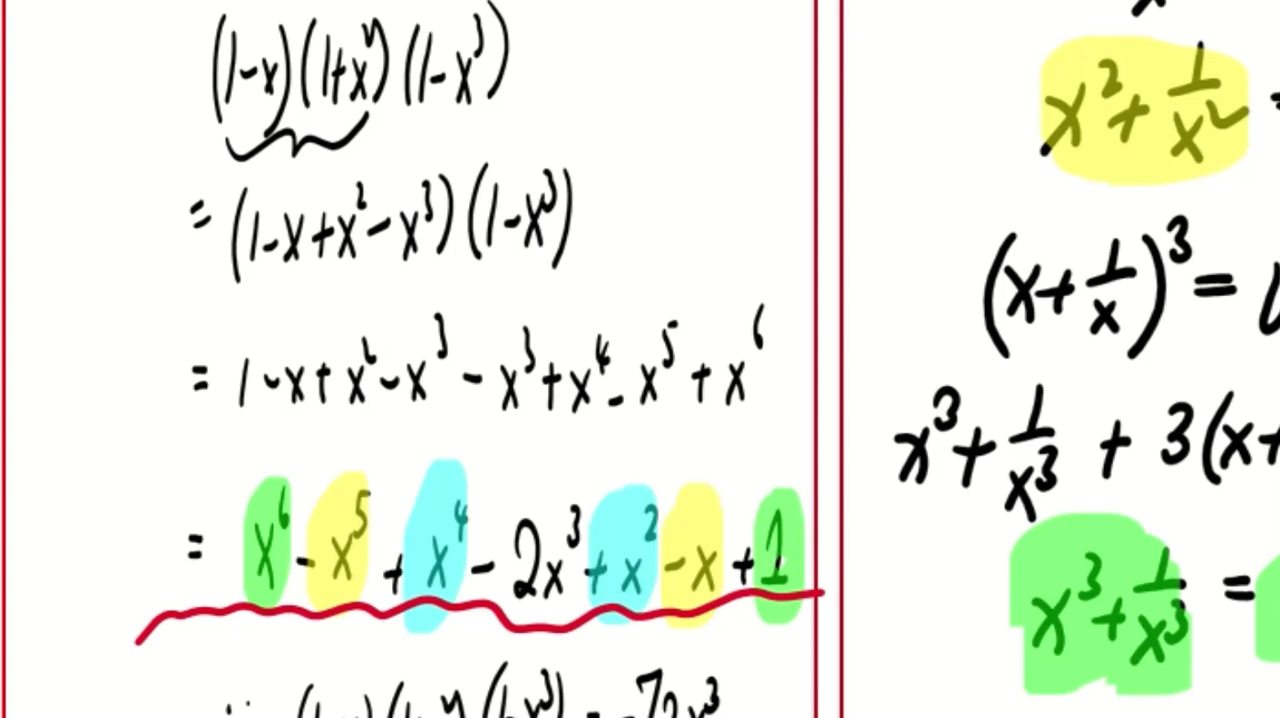 (1-x)(1+x²)(1-x³)
= (1-x+x²-x³)(1-x³)
= 1-x+x²-x³-x³+x⁴-x⁵+x⁶
= x⁶-x⁵+x⁴-2x³+x²-x+1
x²+1/x²
(x+1/x)³=
x³+1/x³+3(x+
x³+1/x³=